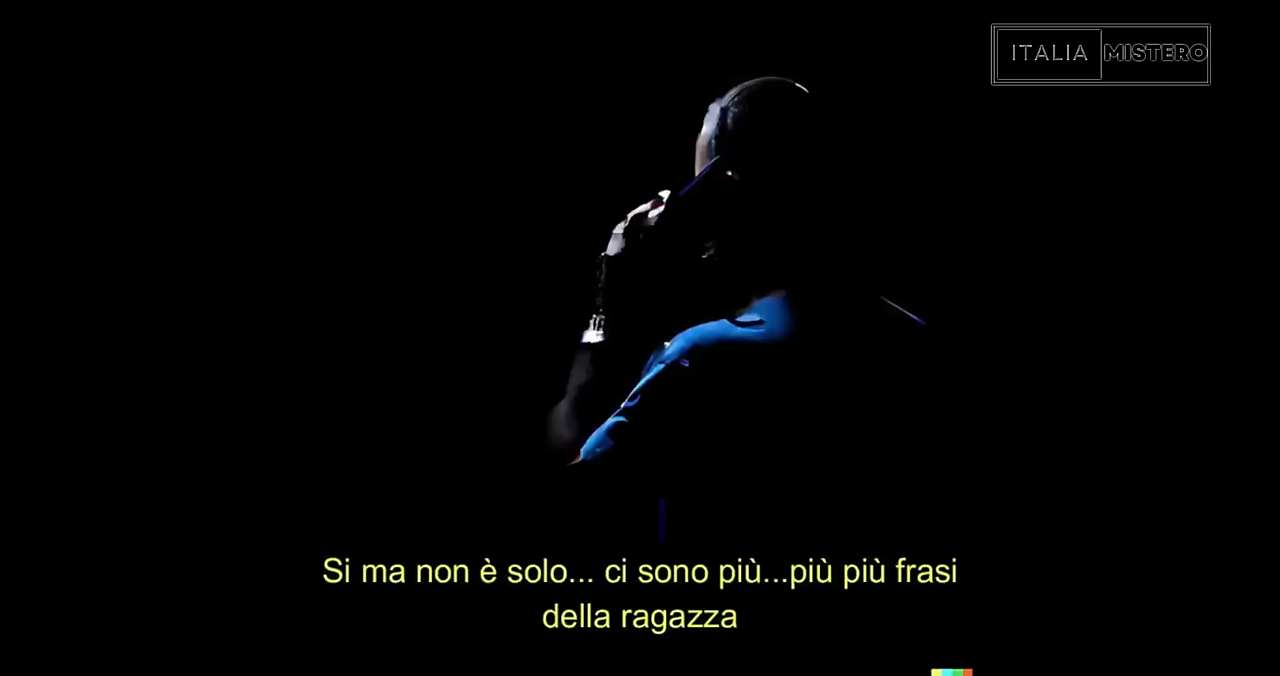 ITALIA MISTERO
Si ma non è solo... ci sono più...più più frasi
della ragazza